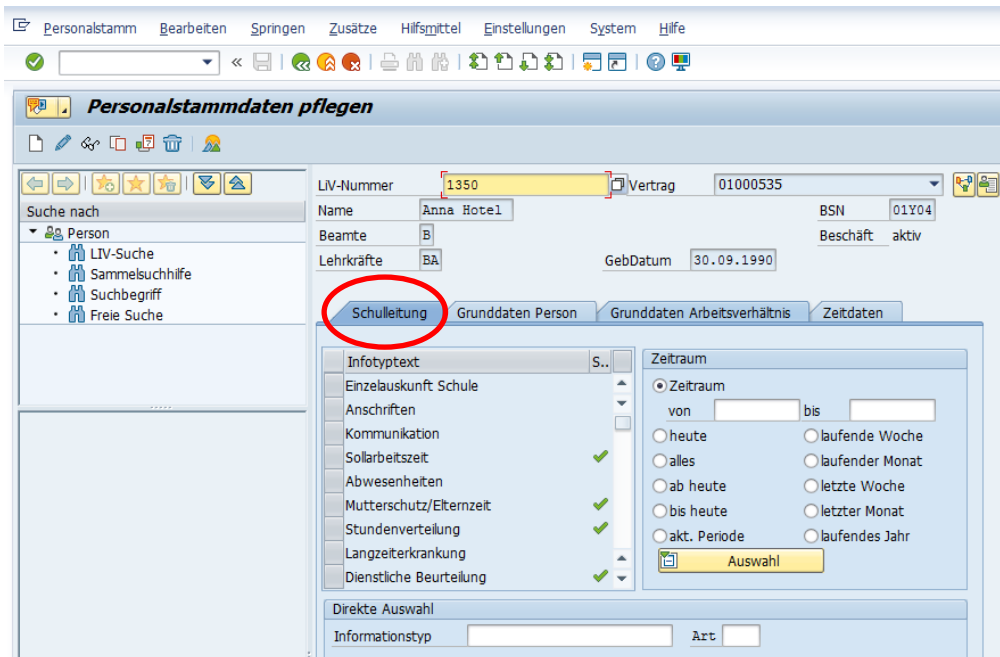 Personalstamm Bearbeiten Springen Zusätze Hilfsmittel Einstellungen System Hilfe
Personalstammdaten pflegen
LiV-Nummer 1350 Vertrag 01000535
Suche nach
Name Anna Hotel BSN 01Y04
Person
Beamte B Beschäft aktiv
LIV-Suche
Lehrkräfte BA GebDatum 30.09.1990
Sammelsuchhilfe
Suchbegriff
Freie Suche
Schulleitung Grunddaten Person Grunddaten Arbeitsverhältnis Zeitdaten
Infotyptext S..
Einzelauskunft Schule
Anschriften
Kommunikation
Sollarbeitszeit
Abwesenheiten
Mutterschutz/Elternzeit
Stundenverteilung
Langzeiterkrankung
Dienstliche Beurteilung
Zeitraum
Zeitraum
von bis
heute laufende Woche
alles laufender Monat
ab heute letzte Woche
bis heute letzter Monat
akt. Periode laufendes Jahr
Auswahl
Direkte Auswahl
Informationstyp Art